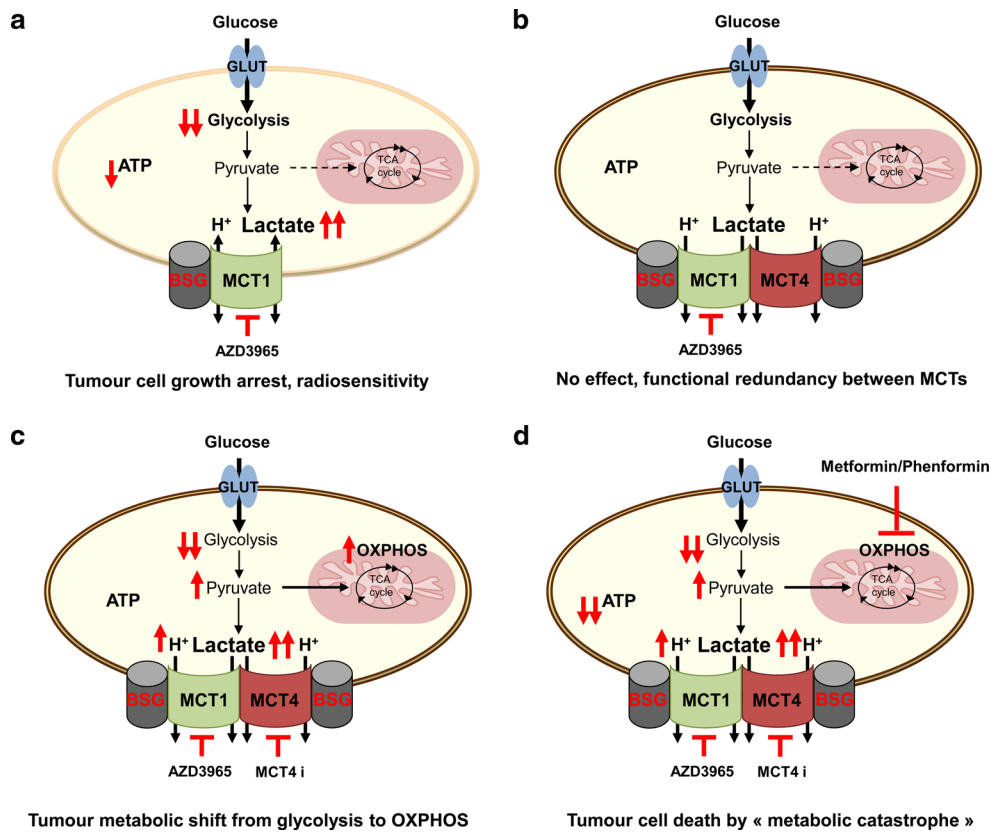 a
Glucose
GLUT
Glycolysis
ATP
Pyruvate
TCA
cycle
H+ Lactate
BSG MCT1
AZD3965
Tumour cell growth arrest, radiosensitivity
b
Glucose
GLUT
Glycolysis
ATP
Pyruvate
TCA
cycle
H+ Lactate H+
BSG MCT1 MCT4 BSG
AZD3965
No effect, functional redundancy between MCTs
c
Glucose
GLUT
Glycolysis
OXPHOS
ATP
Pyruvate
TCA
cycle
H+ Lactate H+
BSG MCT1 MCT4 BSG
AZD3965 MCT4 i
Tumour metabolic shift from glycolysis to OXPHOS
d
Glucose
Metformin/Phenformin
GLUT
Glycolysis
OXPHOS
ATP
Pyruvate
TCA
cycle
H+ Lactate H+
BSG MCT1 MCT4 BSG
AZD3965 MCT4 i
Tumour cell death by « metabolic catastrophe »